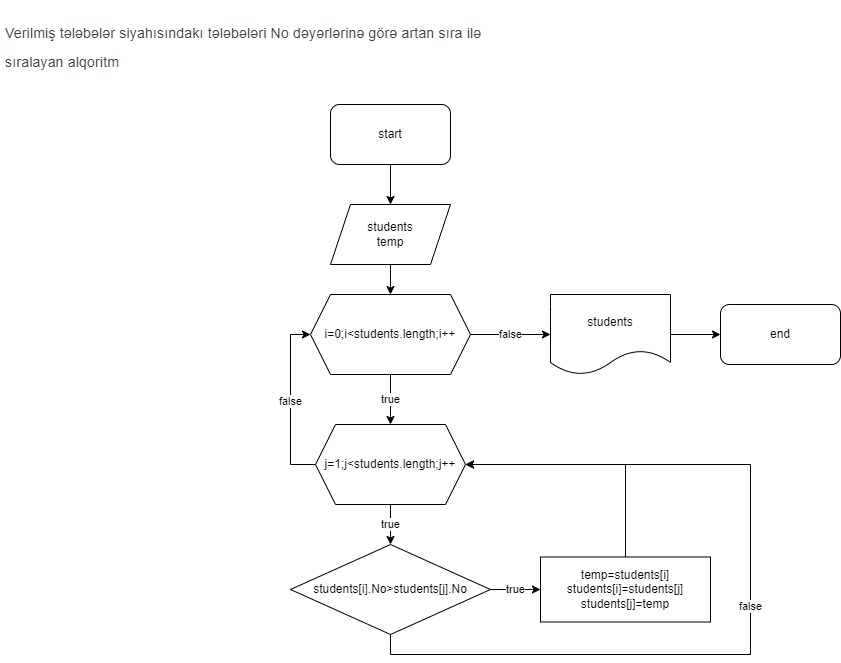 Verilmiş tələbələr siyahısındakı tələbələri No dəyərlərinə görə artan sıra ilə
sıralayan alqoritm
start
students
temp
i=0;i<students.length;i++
false
students
end
true
false
j=1;j<students.length;j++
true
students[i].No>students[j].No
true
temp=students[i]
students[i]=students[j]
students[j]=temp
false